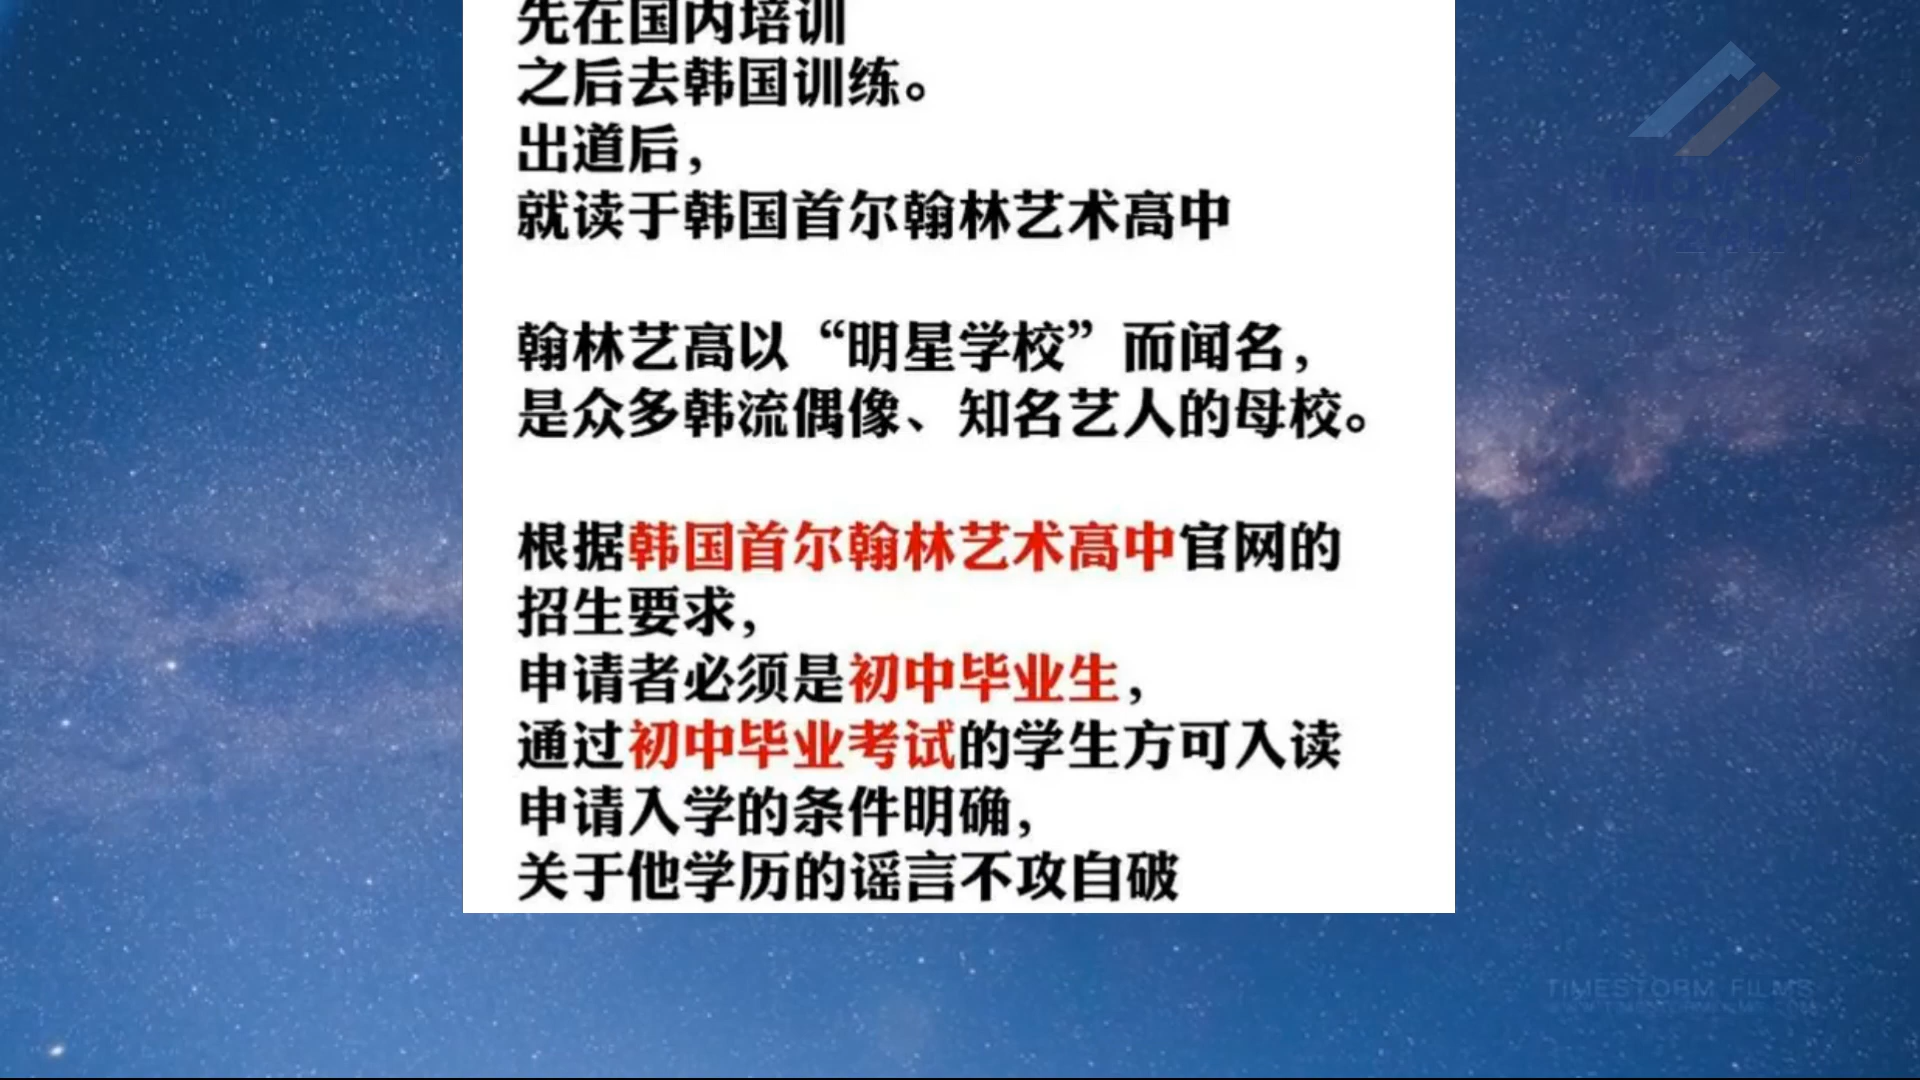 先在国内培训
之后去韩国训练。
出道后，
就读于韩国首尔翰林艺术高中
翰林艺高以“明星学校”而闻名，
是众多韩流偶像、知名艺人的母校。
根据韩国首尔翰林艺术高中官网的
招生要求，
申请者必须是初中毕业生，
通过初中毕业考试的学生方可入读
申请入学的条件明确，
关于他学历的谣言不攻自破
TIMESTORM FILMS